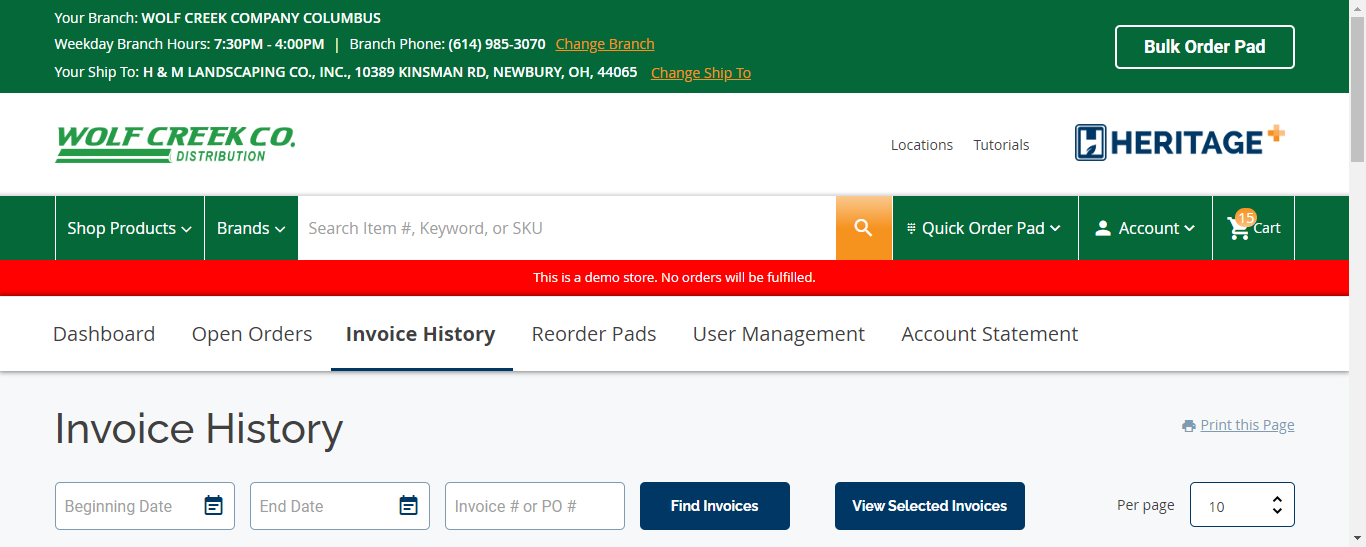 Your Branch: WOLF CREEK COMPANY COLUMBUS
Weekday Branch Hours: 7:30PM - 4:00PM | Branch Phone: (614) 985-3070 Change Branch
Your Ship To: H & M LANDSCAPING CO., INC., 10389 KINSMAN RD, NEWBURY, OH, 44065 Change Ship To
Bulk Order Pad
WOLF CREEK CO.
DISTRIBUTION
Locations Tutorials
HERITAGE+
Shop Products Brands Search Item #, Keyword, or SKU Quick Order Pad Account 15 Cart
This is a demo store. No orders will be fulfilled.
Dashboard Open Orders Invoice History Reorder Pads User Management Account Statement
Invoice History
Print this Page
Beginning Date End Date Invoice # or PO # Find Invoices View Selected Invoices Per page 10